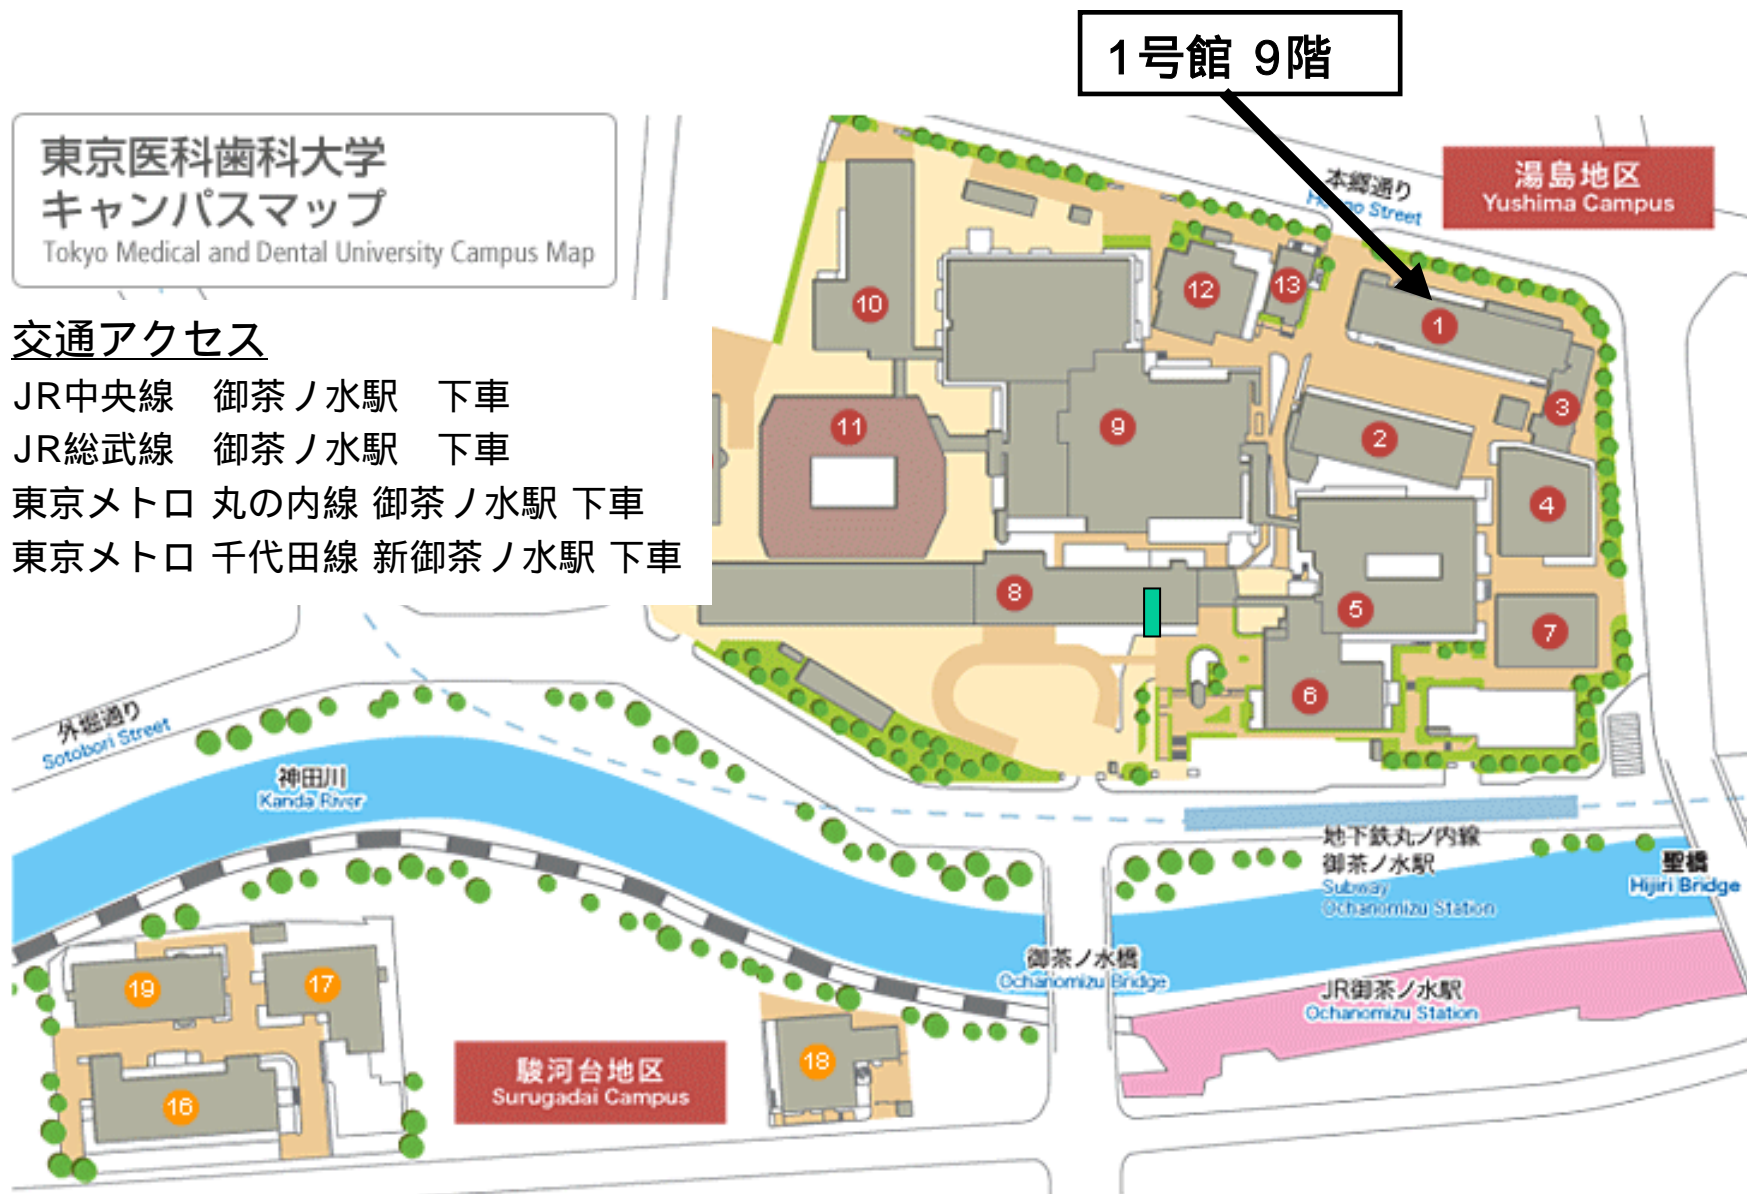 1号館 9階
東京医科歯科大学
キャンパスマップ
Tokyo Medical and Dental University Campus Map
湯島地区
Yushima Campus
本郷通り
Hongo Street
交通アクセス
JR中央線 御茶ノ水駅 下車
JR総武線 御茶ノ水駅 下車
東京メトロ 丸の内線 御茶ノ水駅 下車
東京メトロ 千代田線 新御茶ノ水駅 下車
10
12
13
1
11
9
2
3
4
8
5
7
6
外堀通り
Sotobori Street
神田川
Kanda River
地下鉄丸ノ内線
御茶ノ水駅
Subway
Ochanomizu Station
聖橋
Hijiri Bridge
御茶ノ水橋
Ochanomizu Bridge
JR御茶ノ水駅
Ochanomizu Station
19
17
18
16
駿河台地区
Surugadai Campus